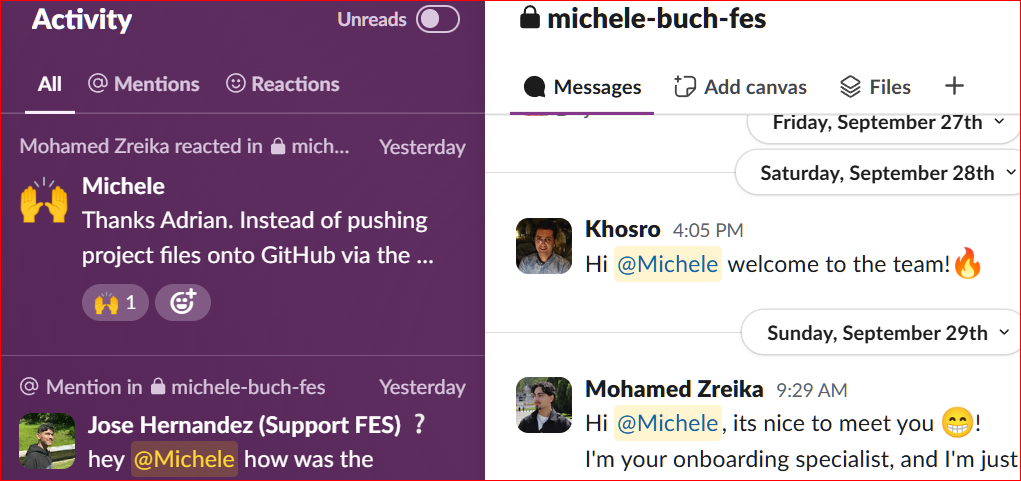 Activity
Unreads
All
@ Mentions
Reactions
Mohamed Zreika reacted in mich...
Yesterday
Michele
Thanks Adrian. Instead of pushing
project files onto GitHub via the ...
1
@ Mention in michele-buch-fes
Yesterday
Jose Hernandez (Support FES) ?
hey @Michele how was the
michele-buch-fes
Messages
Add canvas
Files
Friday, September 27th
Saturday, September 28th
Khosro 4:05 PM
Hi @Michele welcome to the team!🔥
Sunday, September 29th
Mohamed Zreika 9:29 AM
Hi @Michele, its nice to meet you 😁!
I'm your onboarding specialist, and I'm just